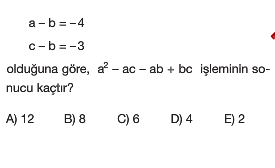 a – b = –4
c – b = –3
olduğuna göre, a² – ac – ab + bc işleminin so-
nucu kaçtır?
A) 12 B) 8 C) 6 D) 4 E) 2